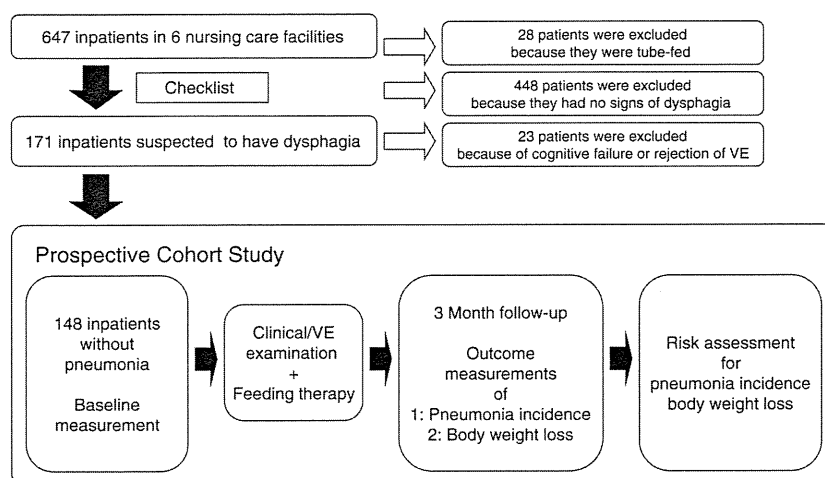 647 inpatients in 6 nursing care facilities
28 patients were excluded
because they were tube-fed
Checklist
448 patients were excluded
because they had no signs of dysphagia
171 inpatients suspected to have dysphagia
23 patients were excluded
because of cognitive failure or rejection of VE
Prospective Cohort Study
148 inpatients
without
pneumonia
Baseline
measurement
Clinical/VE
examination
+
Feeding therapy
3 Month follow-up
Outcome
measurements
of
1: Pneumonia incidence
2: Body weight loss
Risk assessment
for
pneumonia incidence
body weight loss